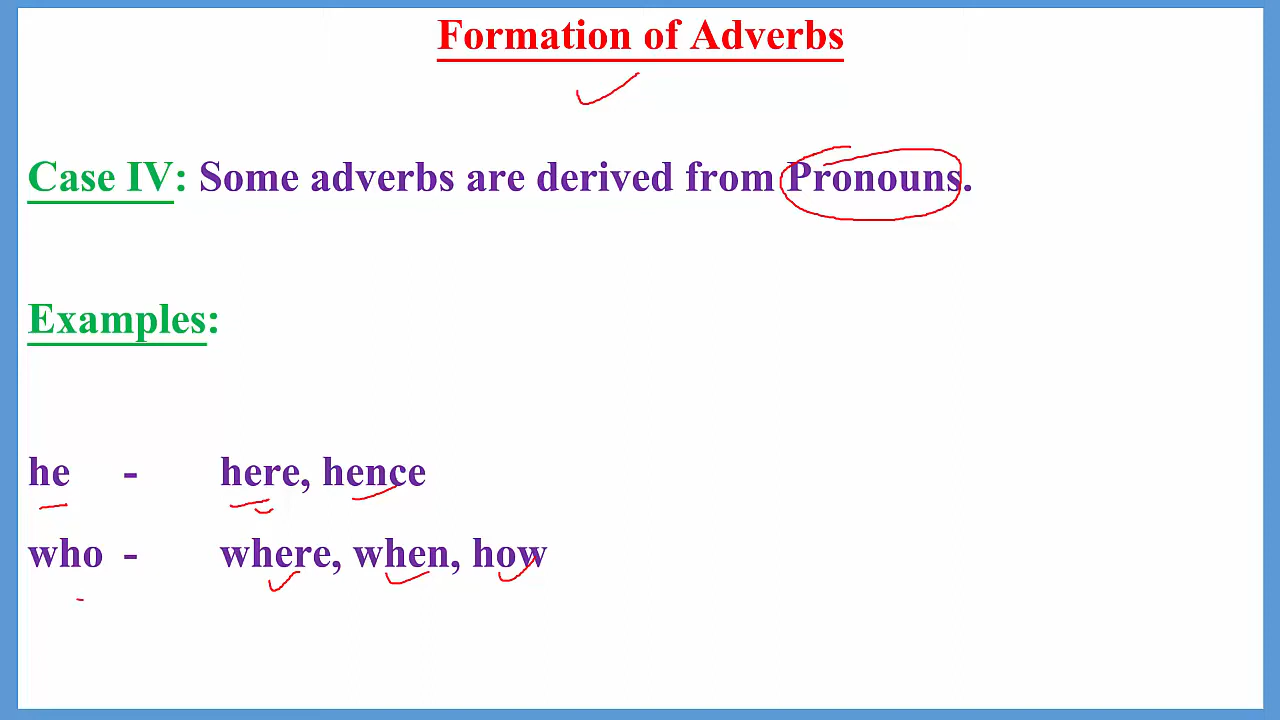 Formation of Adverbs
Case IV: Some adverbs are derived from Pronouns.
Examples:
he - here, hence
who - where, when, how